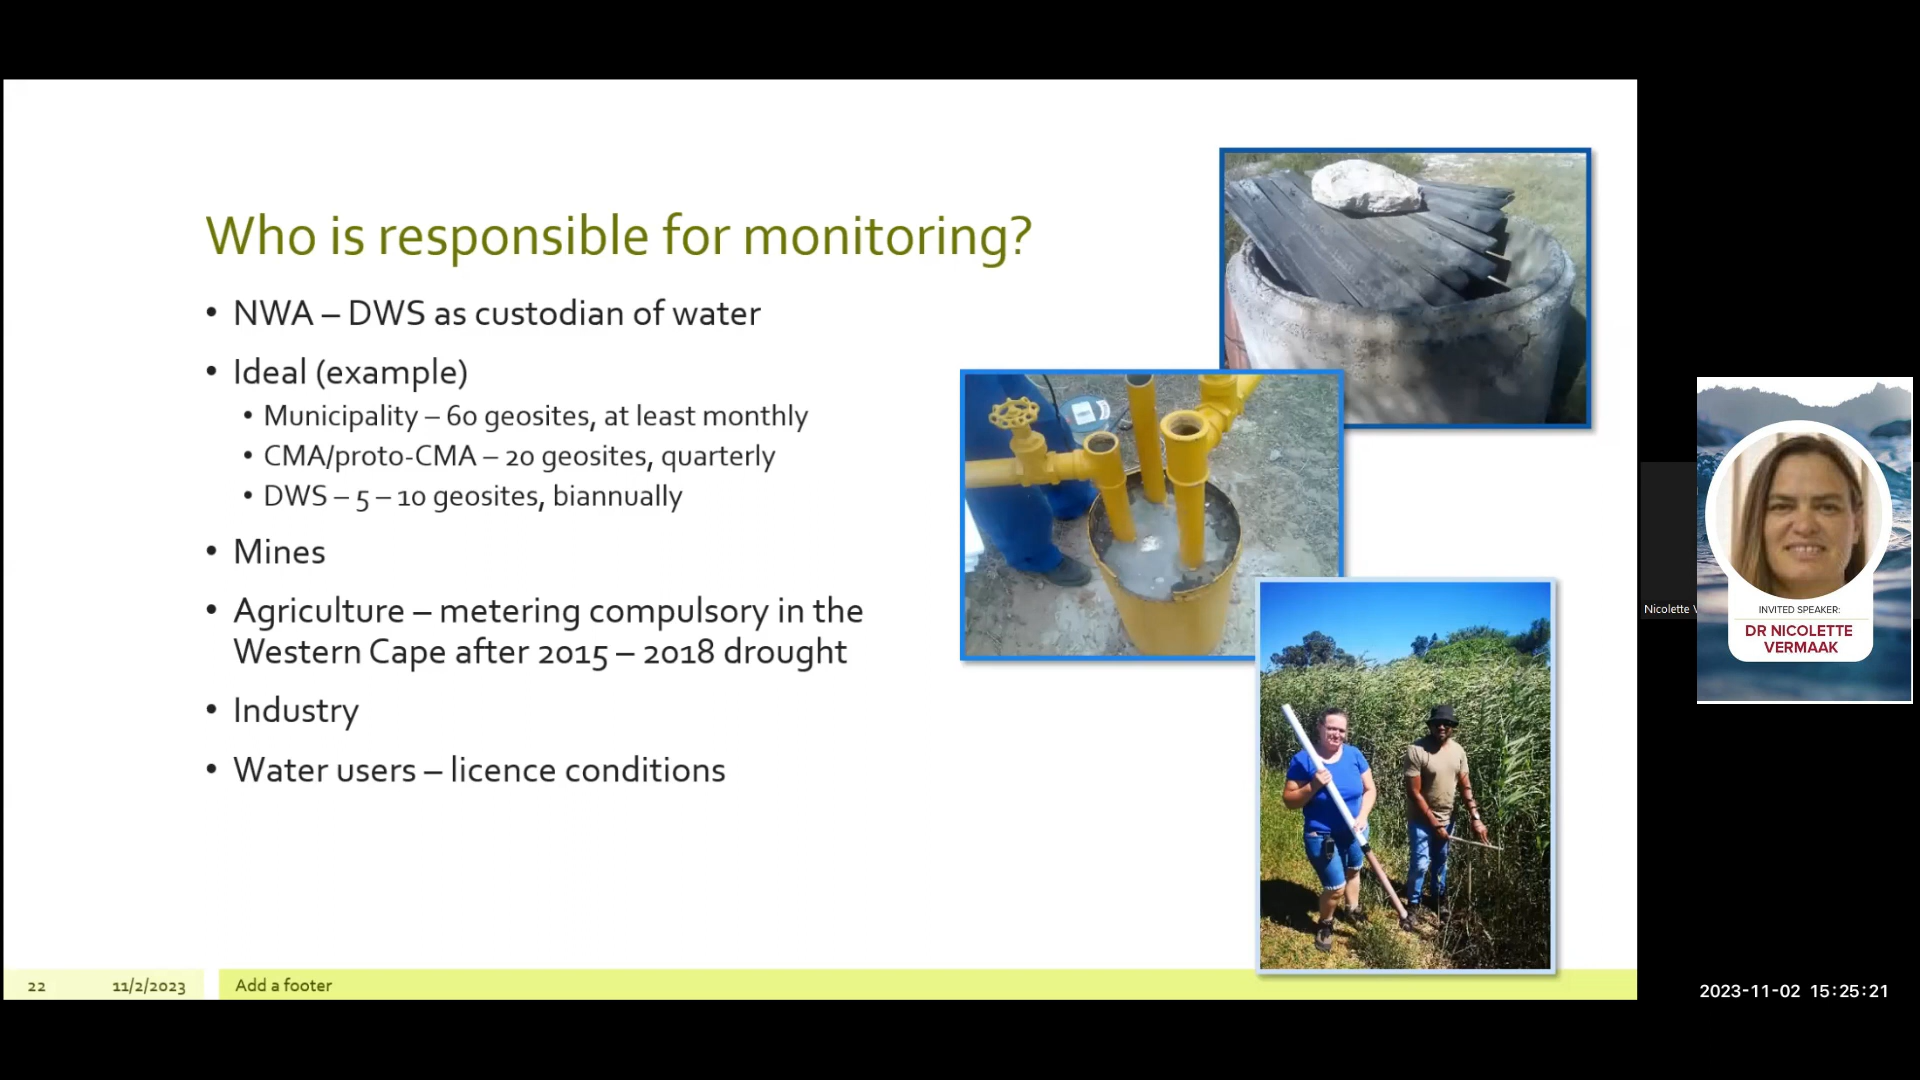 Who is responsible for monitoring?
• NWA – DWS as custodian of water
• Ideal (example)
• Municipality – 60 geosites, at least monthly
• CMA/proto-CMA – 20 geosites, quarterly
• DWS – 5 – 10 geosites, biannually
• Mines
• Agriculture – metering compulsory in the
Western Cape after 2015 – 2018 drought
• Industry
• Water users – licence conditions
22 11/2/2023 Add a footer
Nicolette V
INVITED SPEAKER:
DR NICOLETTE
VERMAAK
2023-11-02 15:25:21